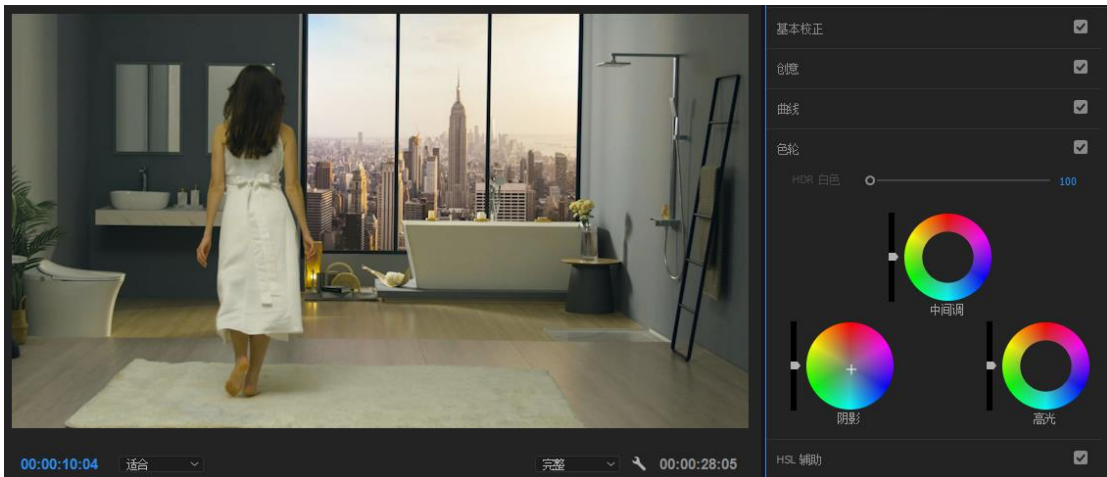 基本校正
创意
曲线
色轮
HDR 白色 100
中间调
阴影
高光
HSL 辅助
00:00:10:04 适合 完整 00:00:28:05